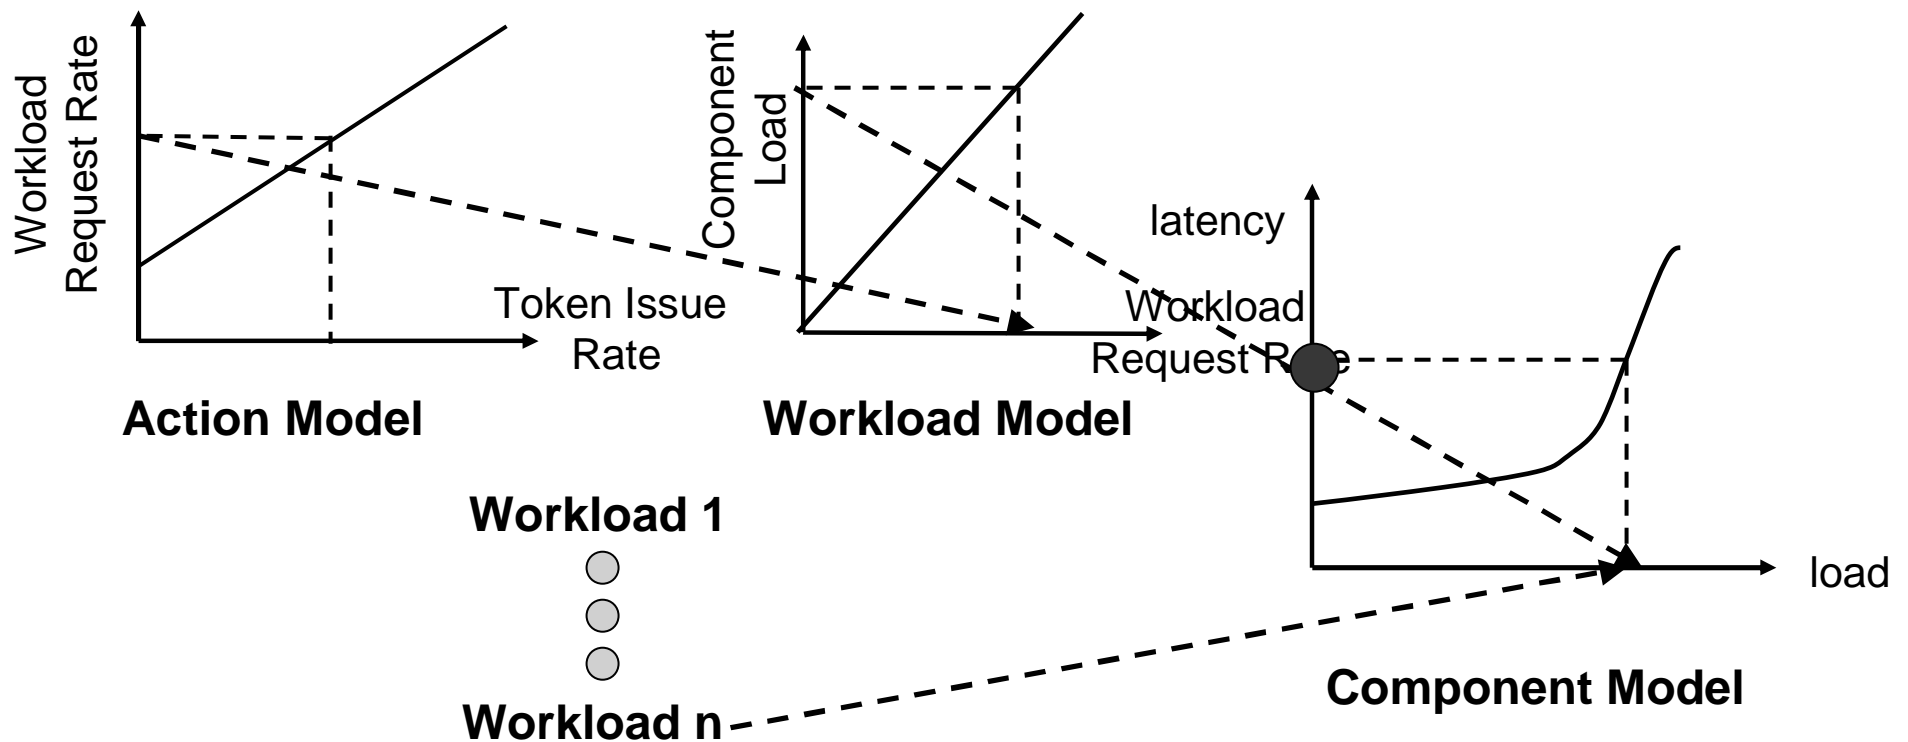 Workload
Request Rate
Token Issue
Rate
Action Model
Component
Load
Workload
Request Rate
Workload Model
latency
load
Component Model
Workload 1
Workload n